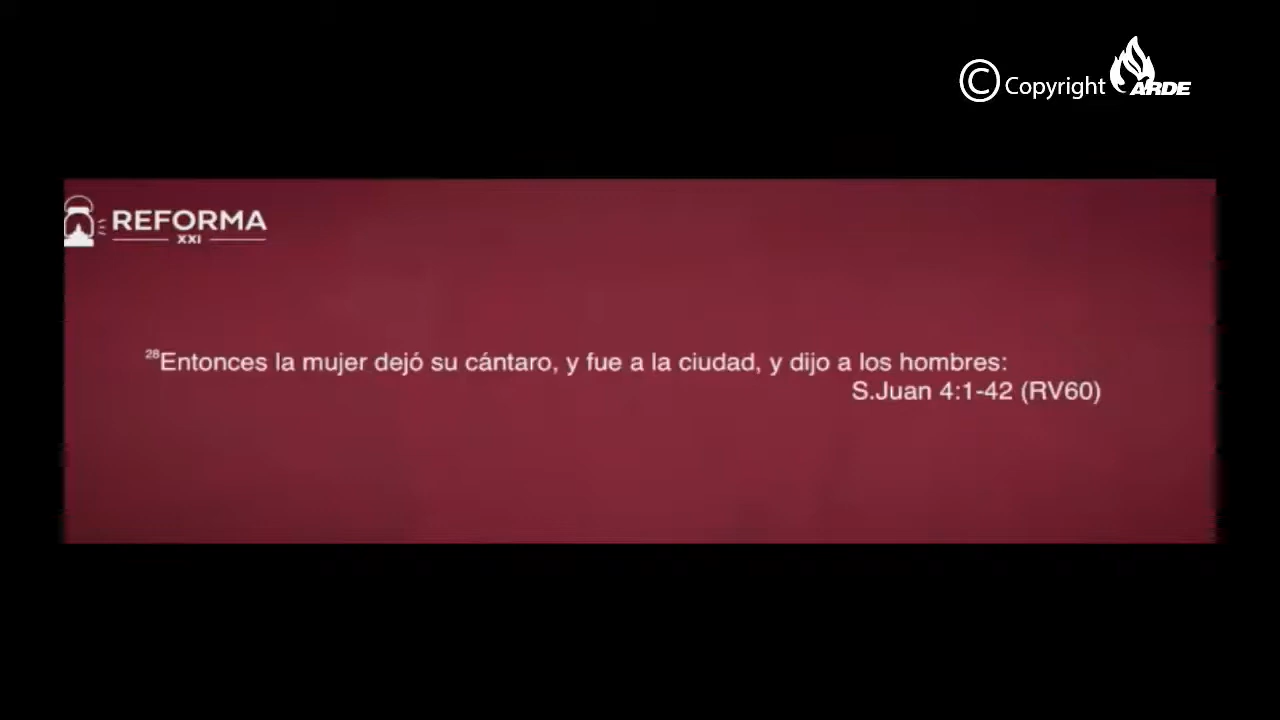 © Copyright ARDE
REFORMA
XXI
28Entonces la mujer dejó su cántaro, y fue a la ciudad, y dijo a los hombres:
S.Juan 4:1-42 (RV60)